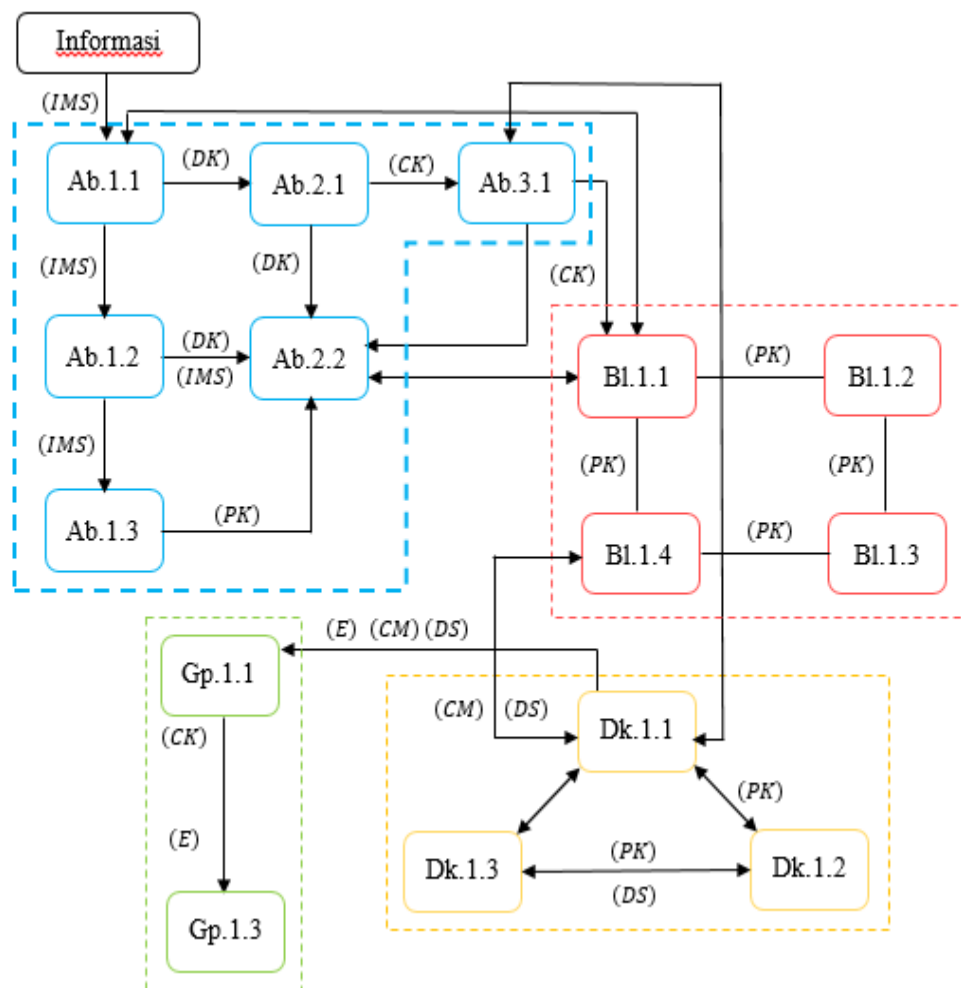 Informasi
(IMS)
Ab.1.1
(DK)
Ab.2.1
(CK)
Ab.3.1
(IMS)
(DK)
(CK)
Ab.1.2
(DK)
(IMS)
Ab.2.2
Bl.1.1
(PK)
Bl.1.2
(IMS)
(PK)
(PK)
Ab.1.3
(PK)
Bl.1.4
(PK)
Bl.1.3
(E) (CM) (DS)
Gp.1.1
(CK)
(CM) (DS)
Dk.1.1
(PK)
(E)
Dk.1.3
(PK)
(DS)
Dk.1.2
Gp.1.3